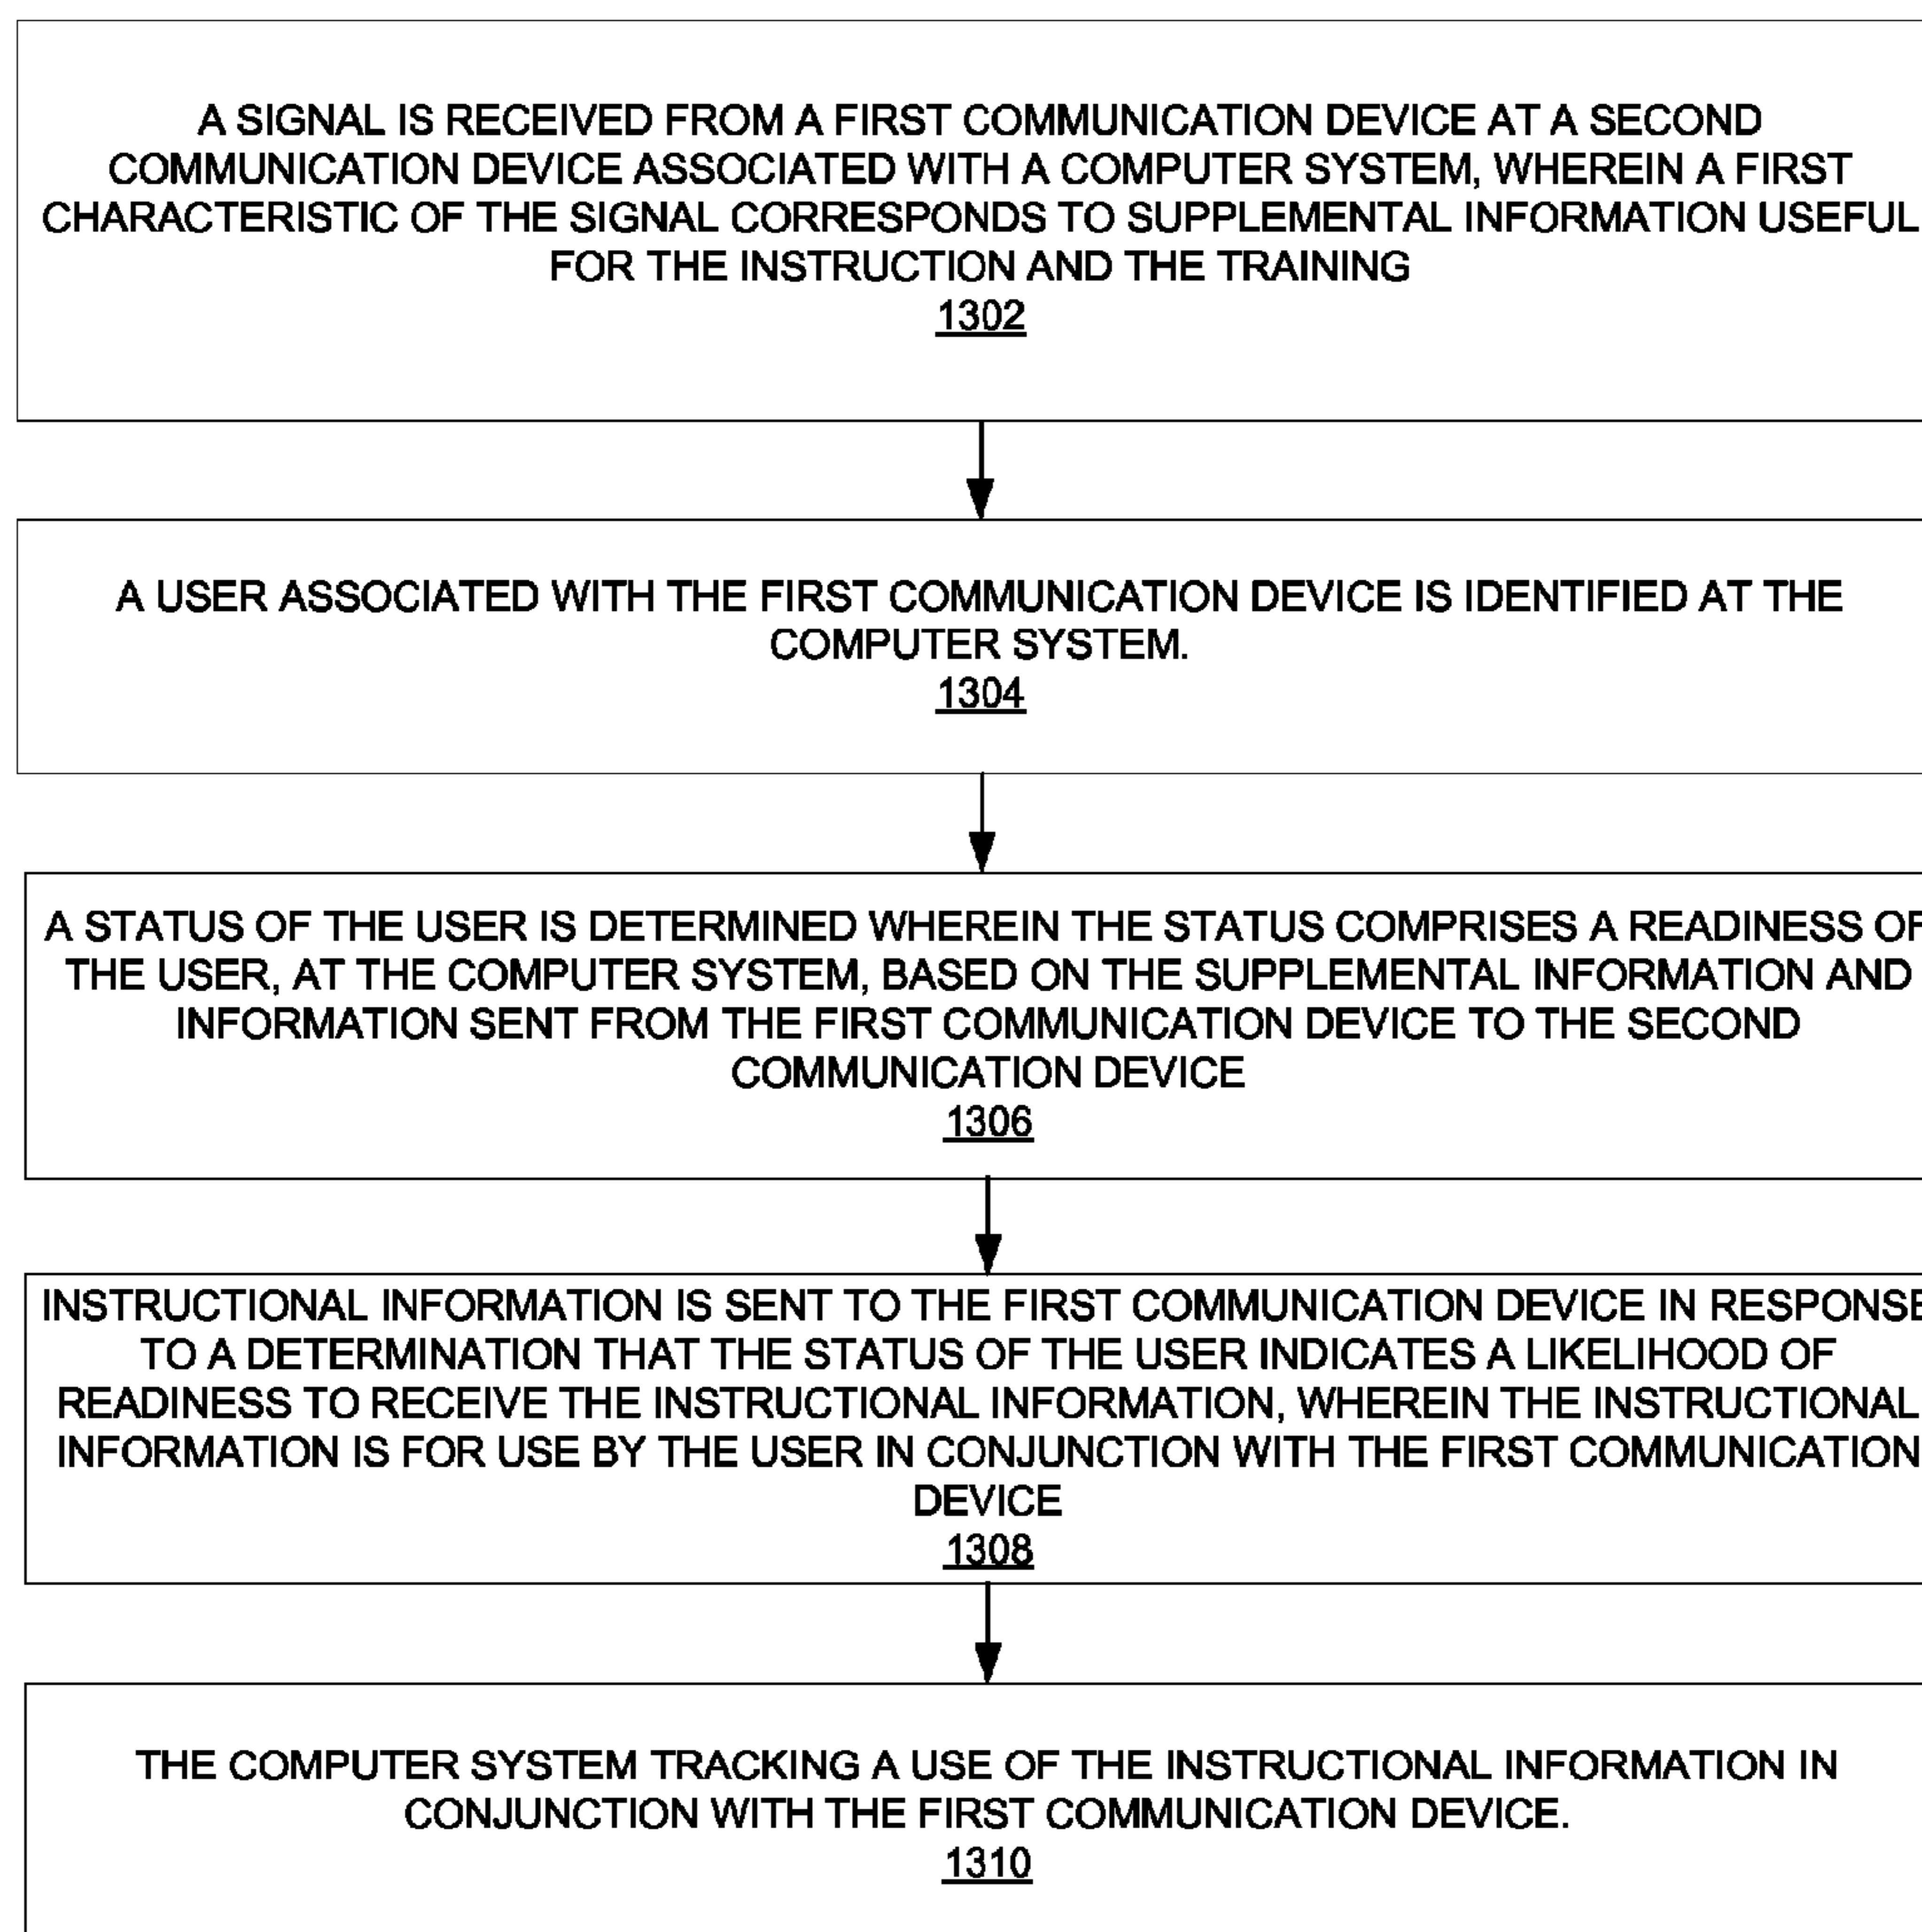 A SIGNAL IS RECEIVED FROM A FIRST COMMUNICATION DEVICE AT A SECOND
COMMUNICATION DEVICE ASSOCIATED WITH A COMPUTER SYSTEM, WHEREIN A FIRST
CHARACTERISTIC OF THE SIGNAL CORRESPONDS TO SUPPLEMENTAL INFORMATION USEFUL
FOR THE INSTRUCTION AND THE TRAINING
1302
A USER ASSOCIATED WITH THE FIRST COMMUNICATION DEVICE IS IDENTIFIED AT THE
COMPUTER SYSTEM.
1304
A STATUS OF THE USER IS DETERMINED WHEREIN THE STATUS COMPRISES A READINESS OF
THE USER, AT THE COMPUTER SYSTEM, BASED ON THE SUPPLEMENTAL INFORMATION AND
INFORMATION SENT FROM THE FIRST COMMUNICATION DEVICE TO THE SECOND
COMMUNICATION DEVICE
1306
INSTRUCTIONAL INFORMATION IS SENT TO THE FIRST COMMUNICATION DEVICE IN RESPONSE
TO A DETERMINATION THAT THE STATUS OF THE USER INDICATES A LIKELIHOOD OF
READINESS TO RECEIVE THE INSTRUCTIONAL INFORMATION, WHEREIN THE INSTRUCTIONAL
INFORMATION IS FOR USE BY THE USER IN CONJUNCTION WITH THE FIRST COMMUNICATION
DEVICE
1308
THE COMPUTER SYSTEM TRACKING A USE OF THE INSTRUCTIONAL INFORMATION IN
CONJUNCTION WITH THE FIRST COMMUNICATION DEVICE.
1310